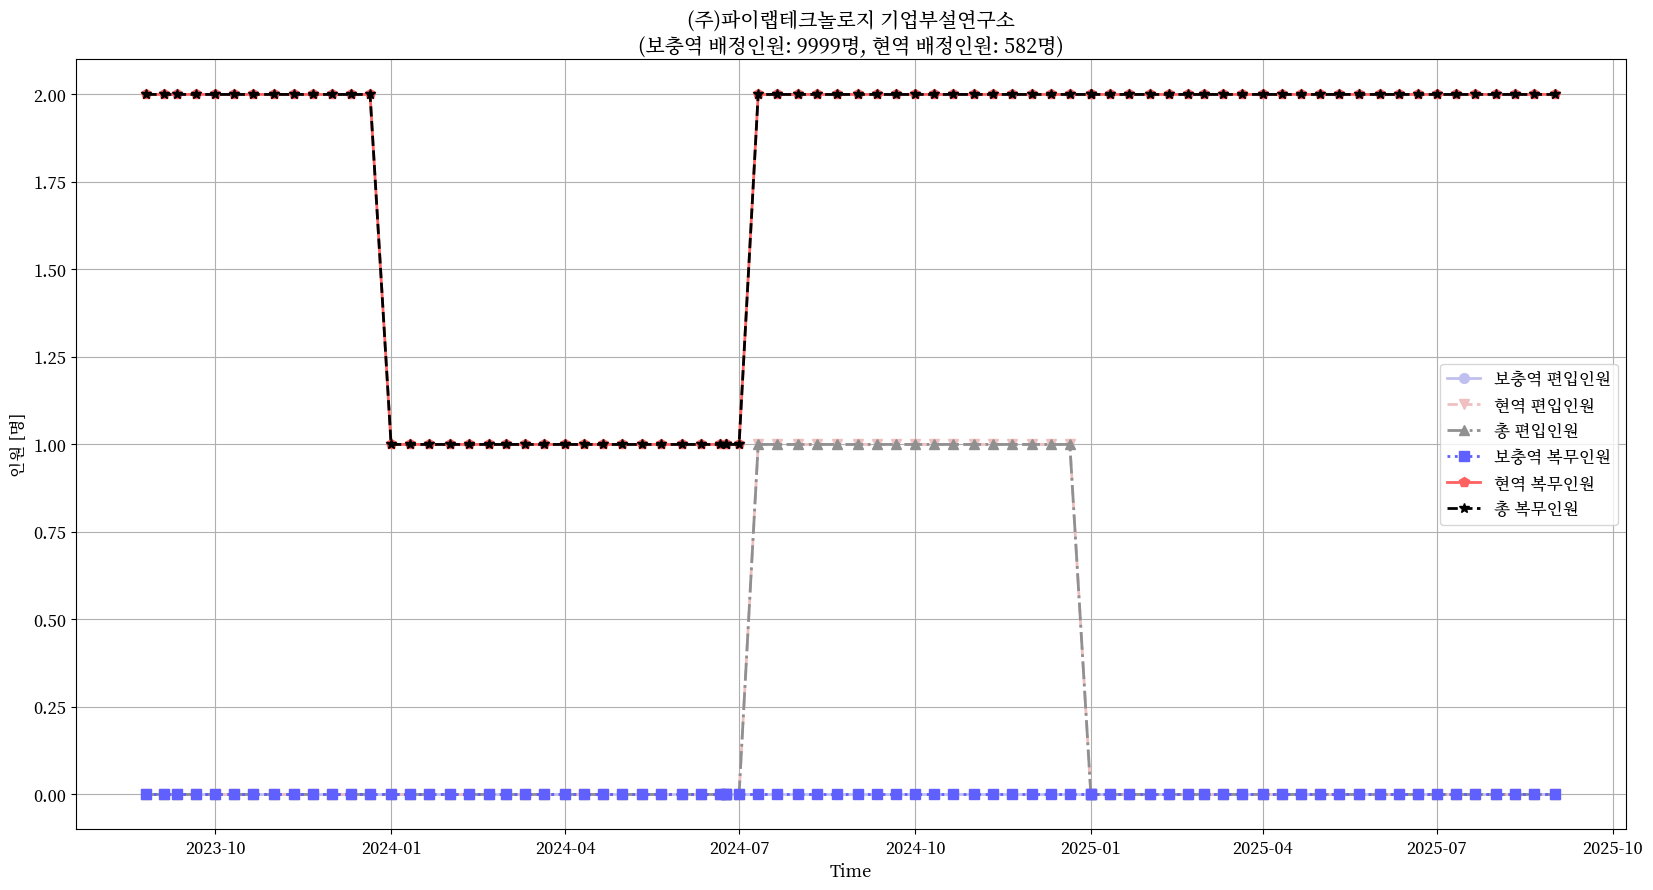 (주)파이랩테크놀로지 기업부설연구소
(보충역 배정인원: 9999명, 현역 배정인원: 582명)
2.00
1.75
1.50
1.25
1.00
0.75
0.50
0.25
0.00
인원 [명]
보충역 편입인원
현역 편입인원
총 편입인원
보충역 복무인원
현역 복무인원
총 복무인원
2023-10
2024-01
2024-04
2024-07
2024-10
2025-01
2025-04
2025-07
2025-10
Time